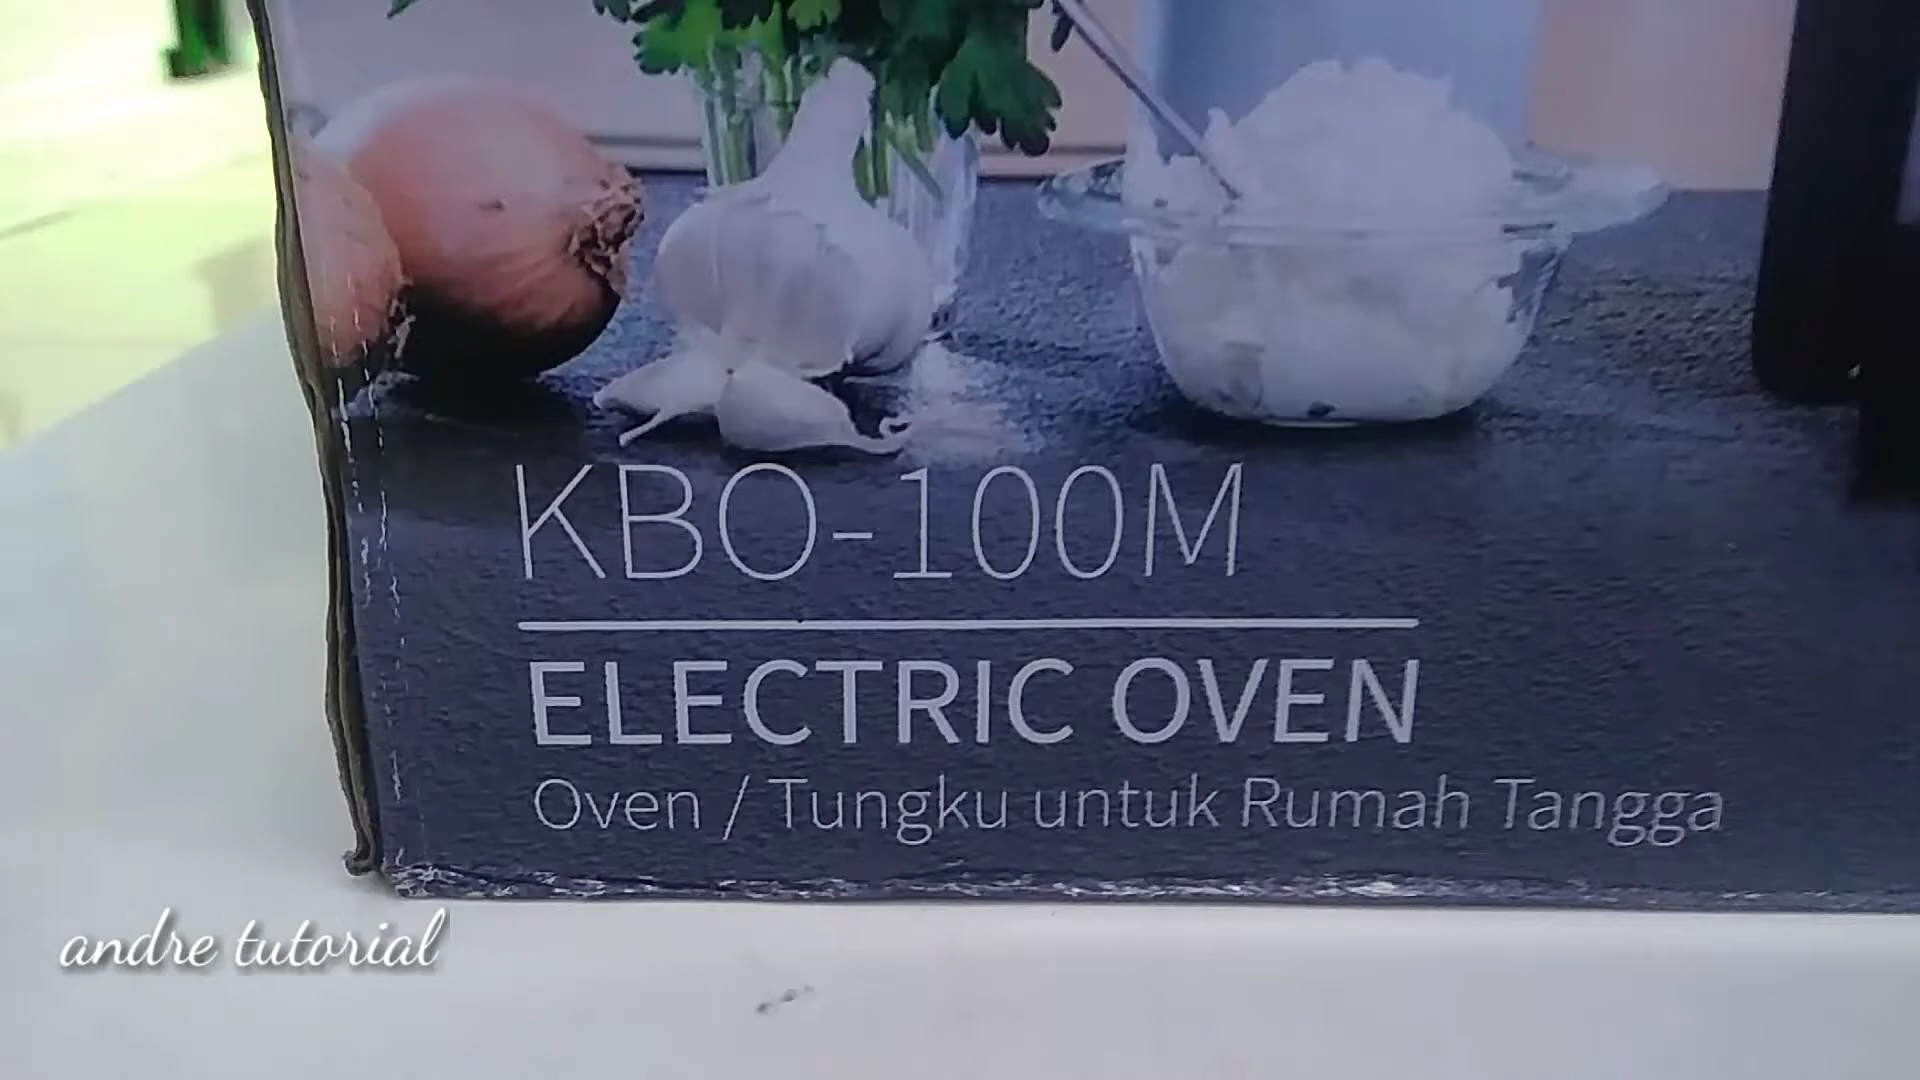 KBO-100M
ELECTRIC OVEN
Oven / Tungku untuk Rumah Tangga
andre tutorial